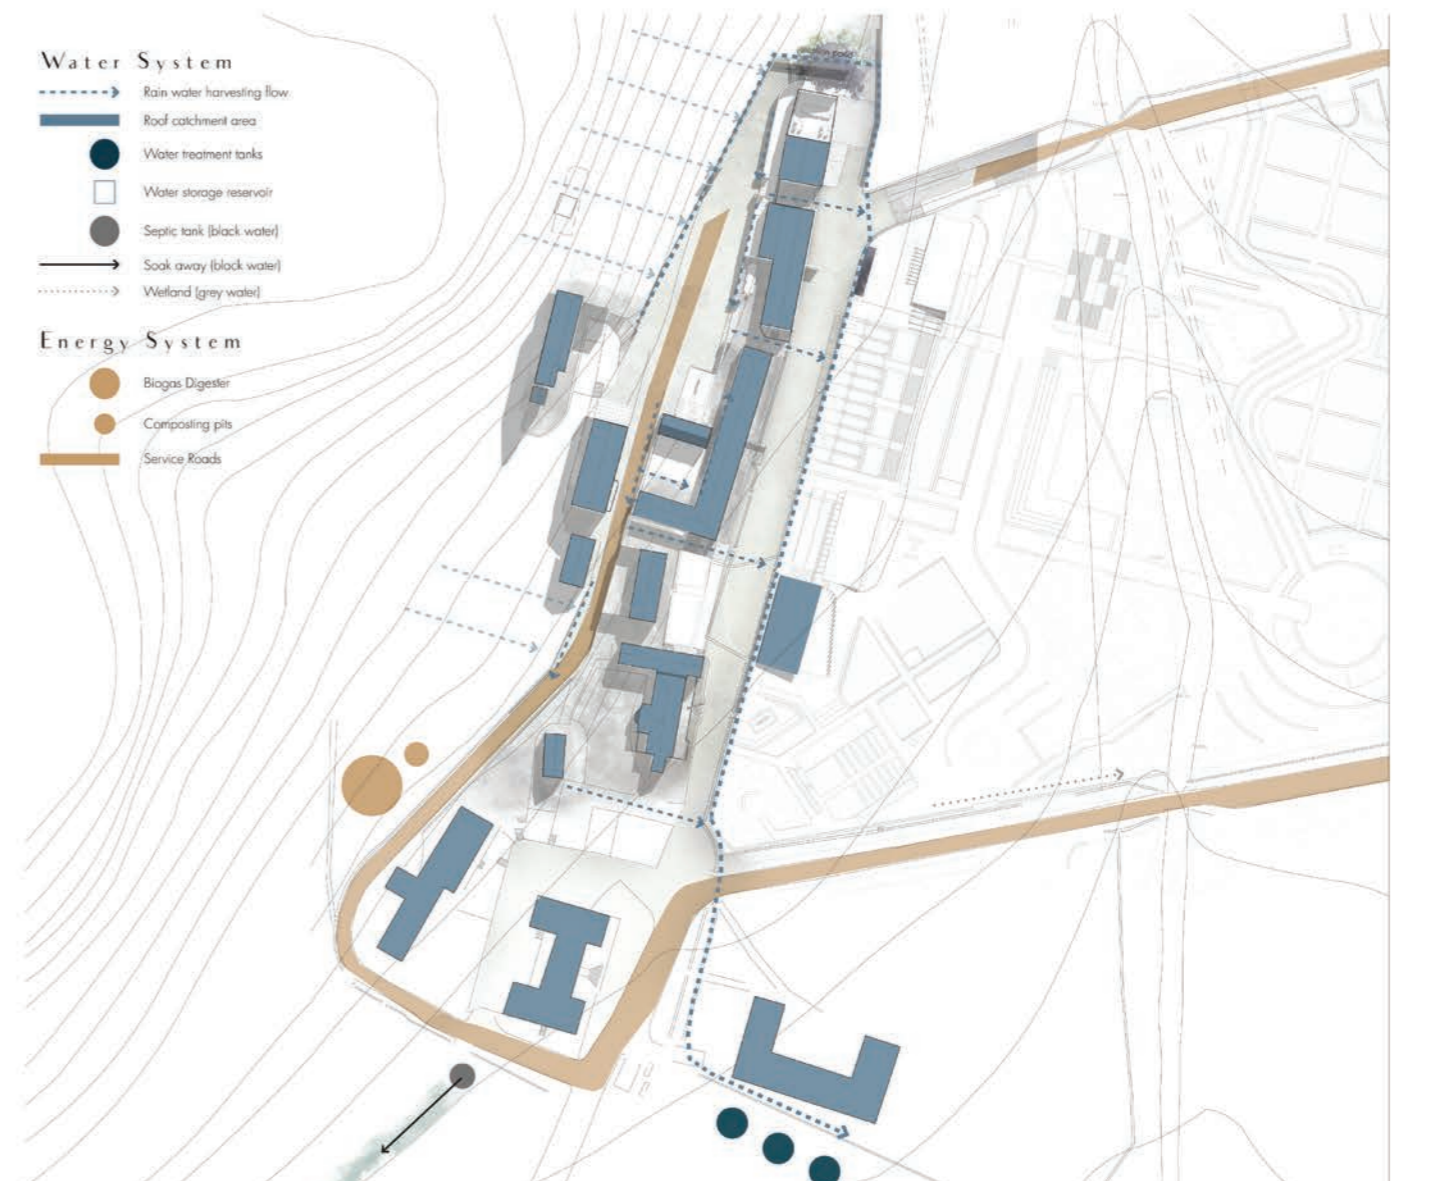 Water System
Rain water harvesting flow
Roof catchment area
Water treatment tanks
Water storage reservoir
Septic tank (black water)
Soak away (black water)
Wetland (grey water)
Energy System
Biogas Digester
Composting pits
Service Roads